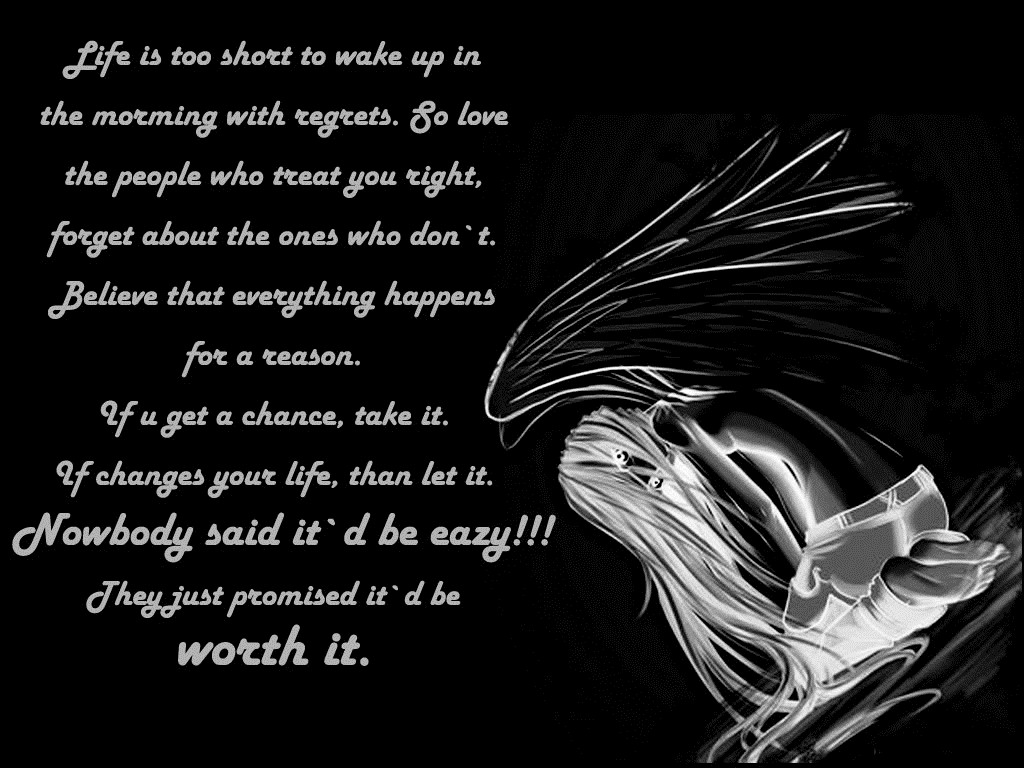 Life is too short to wake up in
the morming with regrets. So love
the people who treat you right,
forget about the ones who don`t.
Believe that everything happens
for a reason.
If u get a chance, take it.
If changes your life, than let it.
Nowbody said it`d be eazy!!!
They just promised it`d be
worth it.